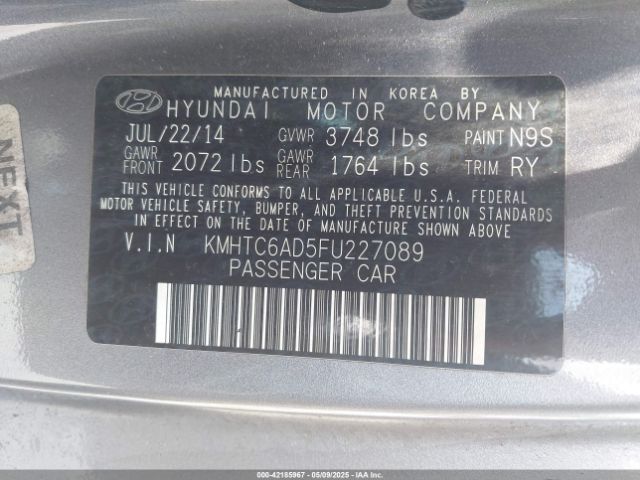 MANUFACTURED IN KOREA BY
HYUNDAI MOTOR COMPANY
JUL/22/14 GVWR 3748 lbs PAINT N9S
GAWR FRONT 2072 lbs GAWR REAR 1764 lbs TRIM RY
THIS VEHICLE CONFORMS TO ALL APPLICABLE U.S.A. FEDERAL
MOTOR VEHICLE SAFETY, BUMPER, AND THEFT PREVENTION STANDARDS
IN EFFECT ON THE DATE OF MANUFACTURE SHOWN ABOVE.
V.I.N KMHTC6AD5FU227089
PASSENGER CAR
NEXT
000-42185967 - 05/09/2025 - IAAI.COM